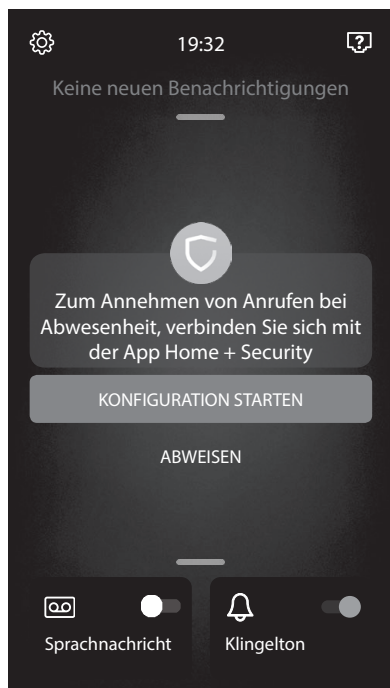 19:32
Keine neuen Benachrichtigungen
Zum Annehmen von Anrufen bei
Abwesenheit, verbinden Sie sich mit
der App Home + Security
KONFIGURATION STARTEN
ABWEISEN
Sprachnachricht
Klingelton